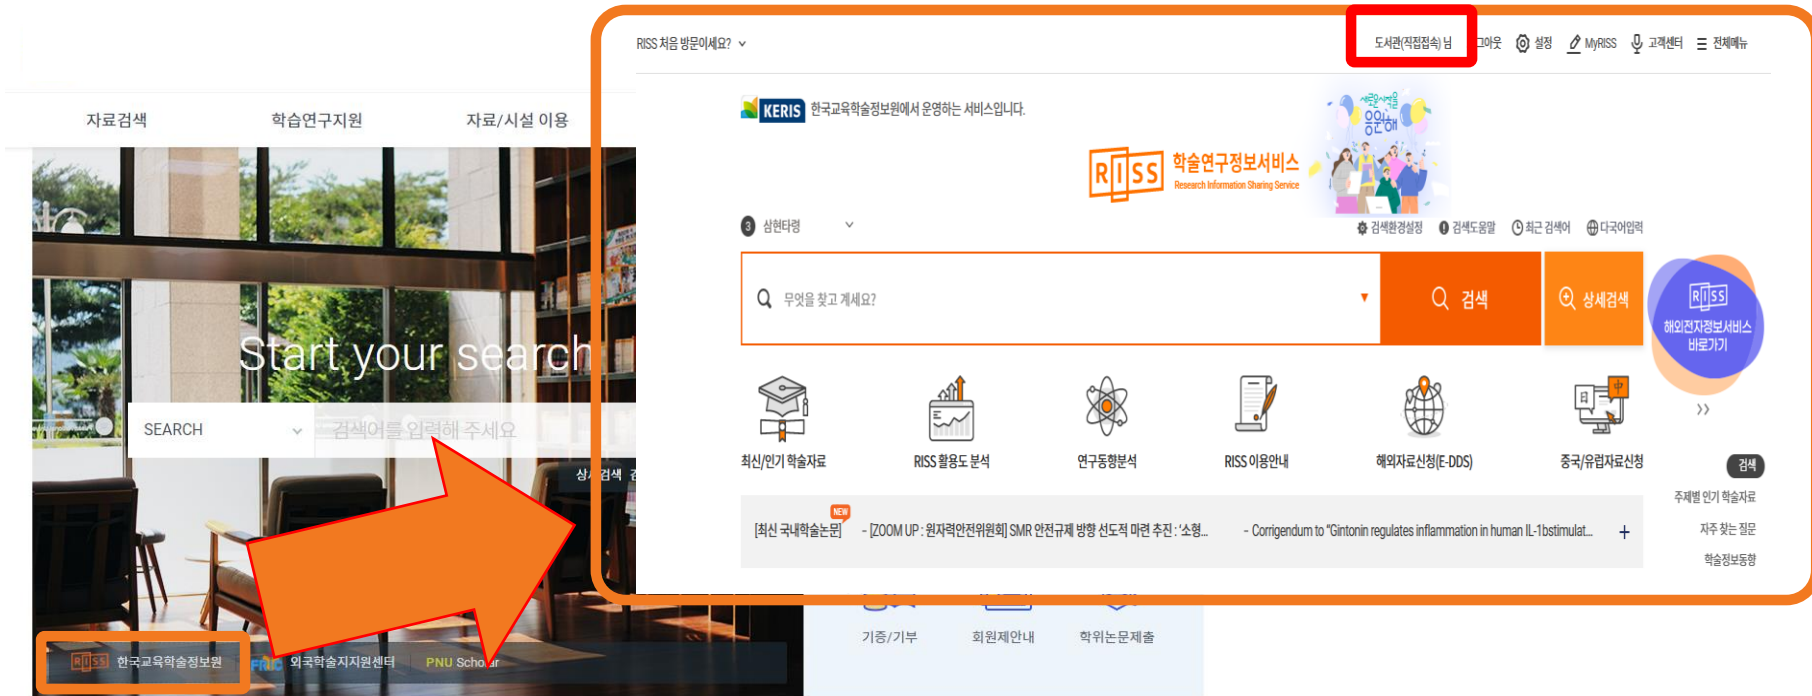 RISS 처음 방문이세요?
도서관(직접접속) 님
그아웃
설정
MyRISS
고객센터
전체메뉴
자료검색
학습연구지원
자료/시설 이용
KERIS 한국교육학술정보원에서 운영하는 서비스입니다.
새로운 시작을
응원해
RISS 학술연구정보서비스
Research Information Sharing Service
3 삼현타령
검색환경설정
검색도움말
최근 검색어
다국어입력
무엇을 찾고 계세요?
검색
상세검색
RISS
해외전자정보서비스
바로가기
Start your search
SEARCH
검색어를 입력해 주세요
상세검색
최신/인기 학술자료
RISS 활용도 분석
연구동향분석
RISS 이용안내
해외자료신청(E-DDS)
중국/유럽자료신청
검색
주제별 인기 학술자료
자주 찾는 질문
학술정보동향
NEW
[최신 국내학술논문]
- [ZOOM UP : 원자력안전위원회] SMR 안전규제 방향 선도적 마련 추진 : '소형...
- Corrigendum to “Gintonin regulates inflammation in human IL-1bstimulat...
기증/기부
회원제안내
학위논문제출
RISS 한국교육학술정보원
FRIC 외국학술지지원센터
PNU Scholar